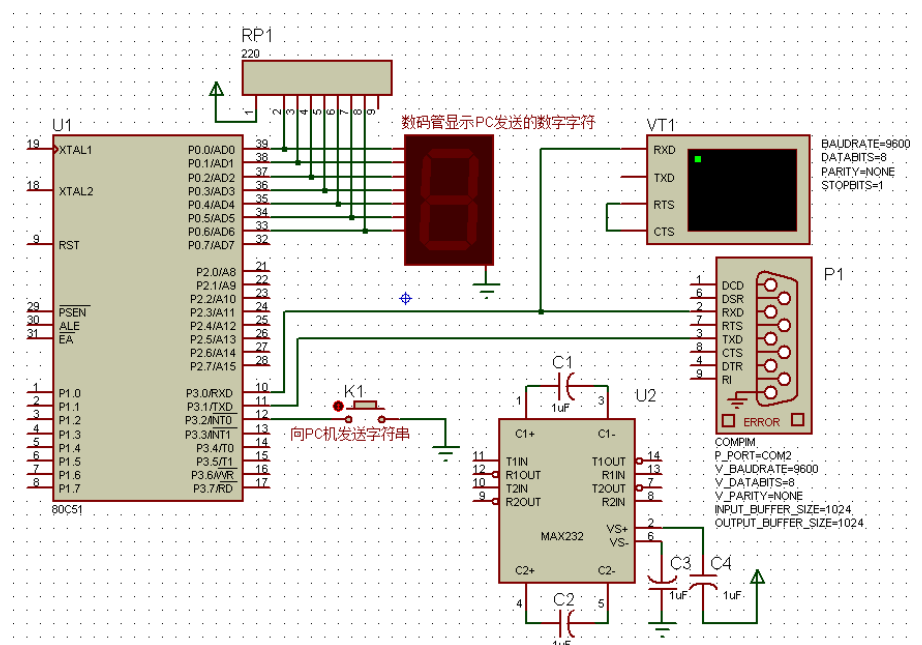 RP1
220
1 2 3 4 5 6 7 8 9
数码管显示PC发送的数字字符
U1
19 XTAL1
18 XTAL2
9 RST
29 PSEN
30 ALE
31 EA
1 P1.0
2 P1.1
3 P1.2
4 P1.3
5 P1.4
6 P1.5
7 P1.6
8 P1.7
P0.0/AD0 39
P0.1/AD1 38
P0.2/AD2 37
P0.3/AD3 36
P0.4/AD4 35
P0.5/AD5 34
P0.6/AD6 33
P0.7/AD7 32
P2.0/A8 21
P2.1/A9 22
P2.2/A10 23
P2.3/A11 24
P2.4/A12 25
P2.5/A13 26
P2.6/A14 27
P2.7/A15 28
P3.0/RXD 10
P3.1/TXD 11
P3.2/INT0 12
P3.3/INT1 13
P3.4/T0 14
P3.5/T1 15
P3.6/WR 16
P3.7/RD 17
80C51
K1
向PC机发送字符串
VT1
RXD
TXD
RTS
CTS
BAUDRATE=9600
DATABITS=8
PARITY=NONE
STOPBITS=1
P1
1 DCD
6 DSR
2 RXD
7 RTS
3 TXD
8 CTS
4 DTR
9 RI
ERROR
COMPIM
P_PORT=COM2
V_BAUDRATE=9600
V_DATABITS=8
V_PARITY=NONE
INPUT_BUFFER_SIZE=1024
OUTPUT_BUFFER_SIZE=1024
C1
1uF
U2
1 3
C1+ C1-
11 T1IN T1OUT 14
12 R1OUT R1IN 13
10 T2IN T2OUT 7
9 R2OUT R2IN 8
VS+ 2
VS- 6
MAX232
C2+ C2-
4 5
C2
1uF
C3
1uF
C4
1uF